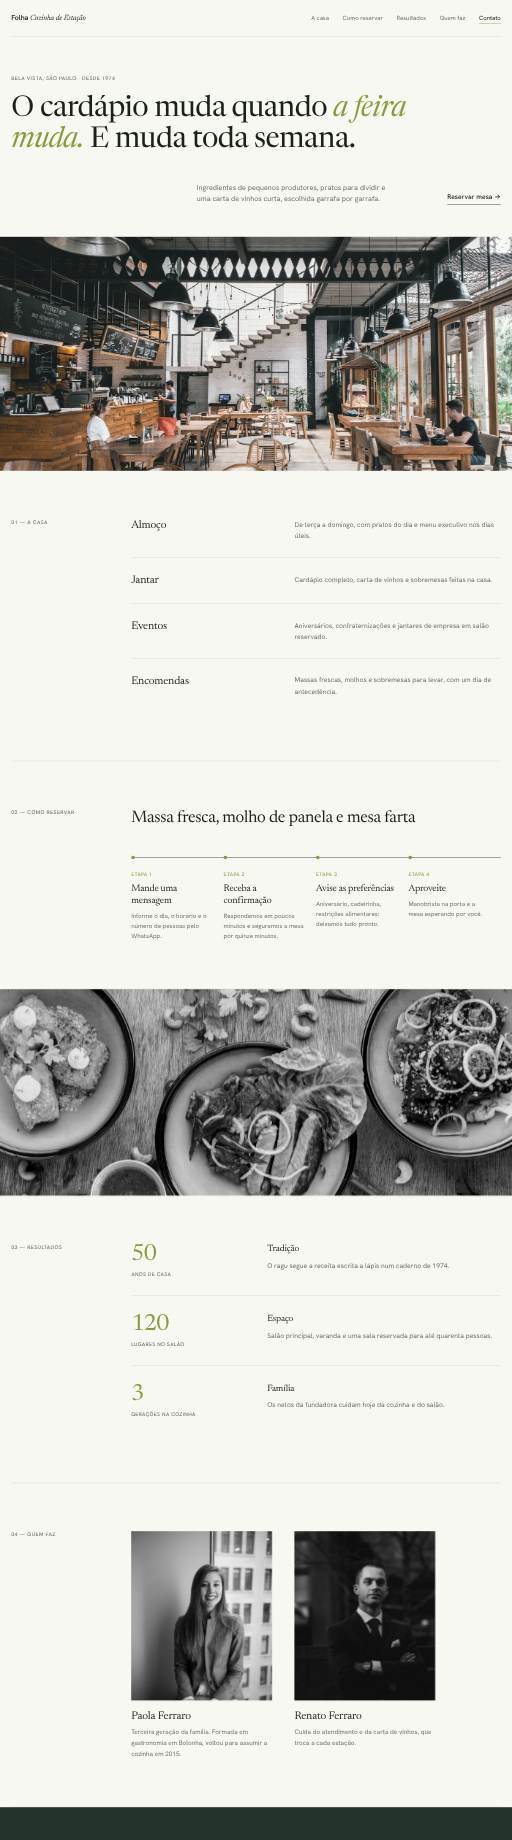 Folha Cozinha de Estação
A casa Como reservar Resultados Quem faz Contato
BELA VISTA, SÃO PAULO · DESDE 1974
O cardápio muda quando a feira
muda. E muda toda semana.
Ingredientes de pequenos produtores, pratos para dividir e
uma carta de vinhos curta, escolhida garrafa por garrafa.
Reservar mesa →
01 — A CASA
Almoço
De terça a domingo, com pratos do dia e menu executivo nos dias
úteis.
Jantar
Cardápio completo, carta de vinhos e sobremesas feitas na casa.
Eventos
Aniversários, confraternizações e jantares de empresa em salão
reservado.
Encomendas
Massas frescas, molhos e sobremesas para levar, com um dia de
antecedência.
02 — COMO RESERVAR
Massa fresca, molho de panela e mesa farta
ETAPA 1
Mande uma
mensagem
Informe o dia, o horário e o
número de pessoas pelo
WhatsApp.
ETAPA 2
Receba a
confirmação
Respondemos em poucos
minutos e seguramos a mesa
por quinze minutos.
ETAPA 3
Avise as preferências
Aniversário, cadeirinha,
restrições alimentares:
deixamos tudo pronto.
ETAPA 4
Aproveite
Manobrista na porta e a
mesa esperando por você.
03 — RESULTADOS
50
ANOS DE CASA
Tradição
O ragu segue a receita escrita a lápis num caderno de 1974.
120
LUGARES NO SALÃO
Espaço
Salão principal, varanda e uma sala reservada para até quarenta pessoas.
3
GERAÇÕES NA COZINHA
Família
Os netos da fundadora cuidam hoje da cozinha e do salão.
04 — QUEM FAZ
Paola Ferraro
Terceira geração da família. Formada em
gastronomia em Bolonha, voltou para assumir a
cozinha em 2015.
Renato Ferraro
Cuida do atendimento e da carta de vinhos, que
troca a cada estação.